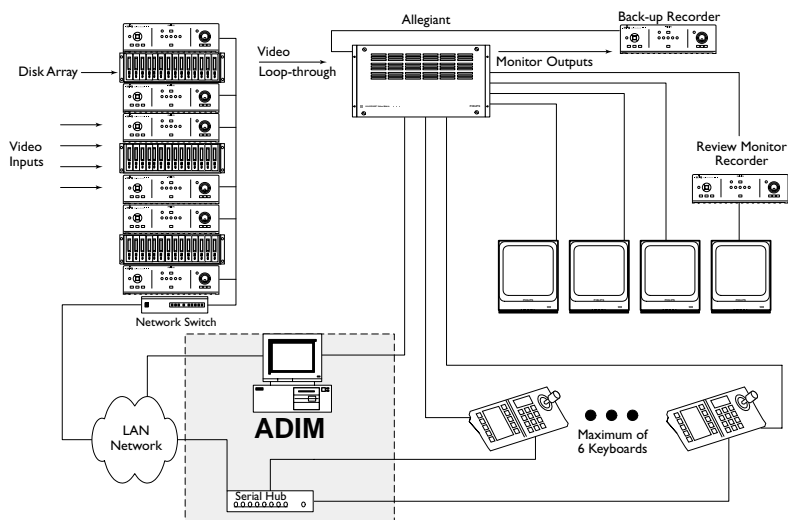 Allegiant
Back-up Recorder
Video
Loop-through
Monitor Outputs
Disk Array
Video
Inputs
Review Monitor
Recorder
Network Switch
LAN
Network
ADIM
Maximum of
6 Keyboards
Serial Hub